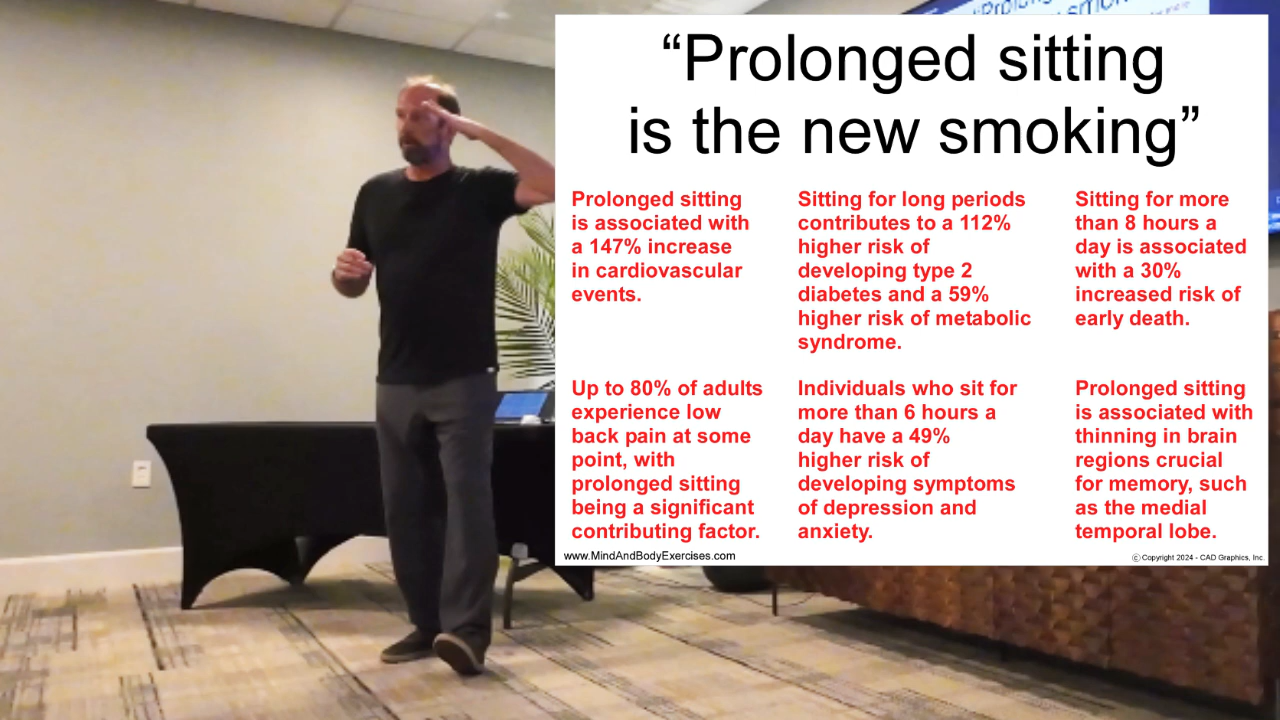 “Prolonged sitting
is the new smoking”
Prolonged sitting
is associated with
a 147% increase
in cardiovascular
events.
Sitting for long periods
contributes to a 112%
higher risk of
developing type 2
diabetes and a 59%
higher risk of metabolic
syndrome.
Sitting for more
than 8 hours a
day is associated
with a 30%
increased risk of
early death.
Up to 80% of adults
experience low
back pain at some
point, with
prolonged sitting
being a significant
contributing factor.
Individuals who sit for
more than 6 hours a
day have a 49%
higher risk of
developing symptoms
of depression and
anxiety.
Prolonged sitting
is associated with
thinning in brain
regions crucial
for memory, such
as the medial
temporal lobe.
www.MindAndBodyExercises.com
© Copyright 2024 - CAD Graphics, Inc.